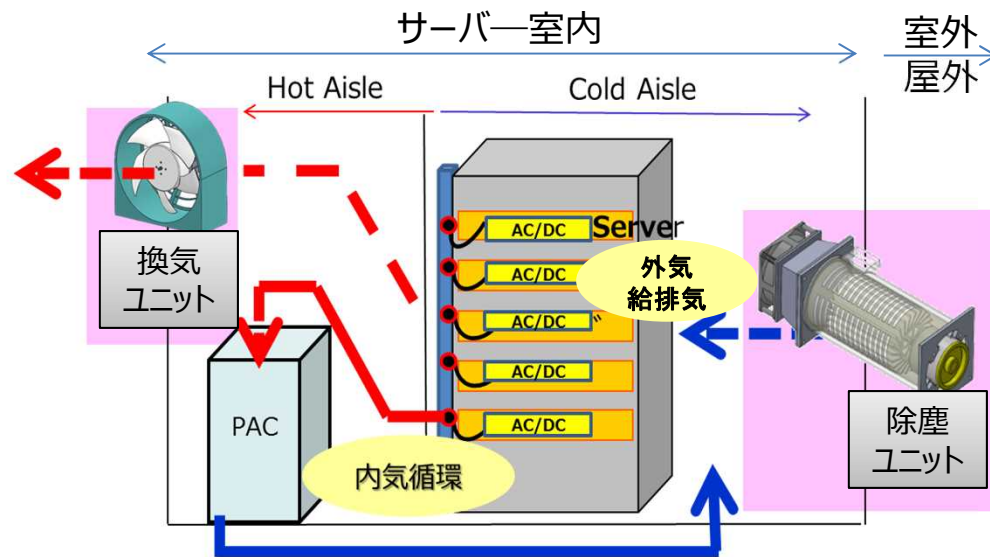 サーバ―室内
室外
屋外
Hot Aisle
Cold Aisle
換気
ユニット
AC/DC
Server
AC/DC
AC/DC
AC/DC
AC/DC
外気
給排気
PAC
内気循環
除塵
ユニット